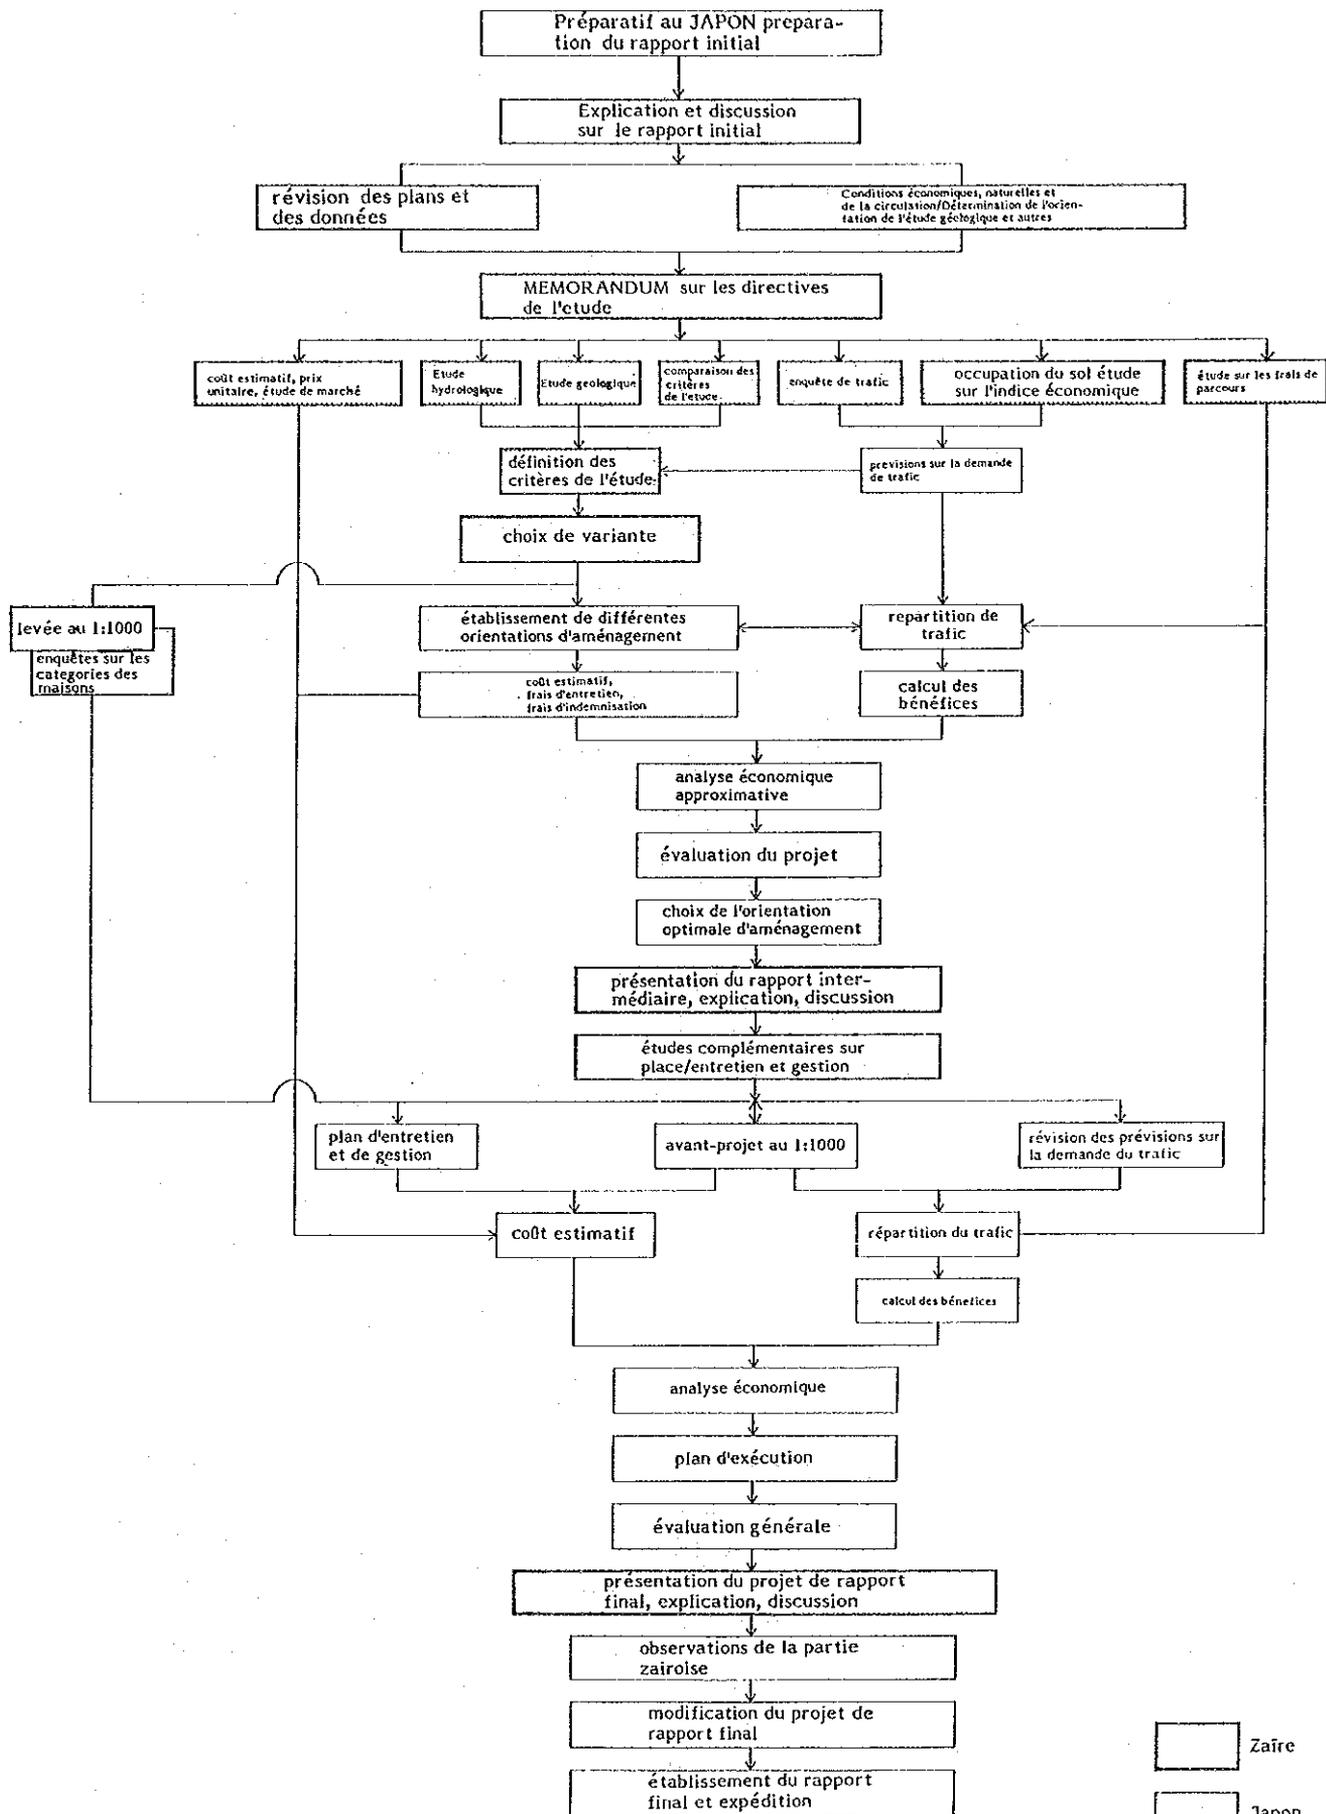 Préparatif au JAPON prepara-
tion du rapport initial
Explication et discussion
sur le rapport initial
révision des plans et
des données
Conditions économiques, naturelles et
de la circulation/Détermination de l'orien-
tation de l'étude géologique et autres
MEMORANDUM sur les directives
de l'etude
coût estimatif, prix
unitaire, étude de marché
Etude
hydrologique
Etude geologique
comparaison des
critères
de l'etude
enquête de trafic
occupation du sol étude
sur l'indice économique
étude sur les frais de
parcours
définition des
critères de l'étude
previsions sur la demande
de trafic
choix de variante
levée au 1:1000
enquêtes sur les
categories des
maisons
établissement de différentes
orientations d'aménagement
repartition de
trafic
coût estimatif,
frais d'entretien,
frais d'indemnisation
calcul des
bénéfices
analyse économique
approximative
évaluation du projet
choix de l'orientation
optimale d'aménagement
présentation du rapport inter-
médiaire, explication, discussion
études complémentaires sur
place/entretien et gestion
plan d'entretien
et de gestion
avant-projet au 1:1000
révision des prévisions sur
la demande du trafic
coût estimatif
répartition du trafic
calcul des bénefices
analyse économique
plan d'exécution
évaluation générale
présentation du projet de rapport
final, explication, discussion
observations de la partie
zairoise
modification du projet de
rapport final
établissement du rapport
final et expédition
Zaîre
Japon